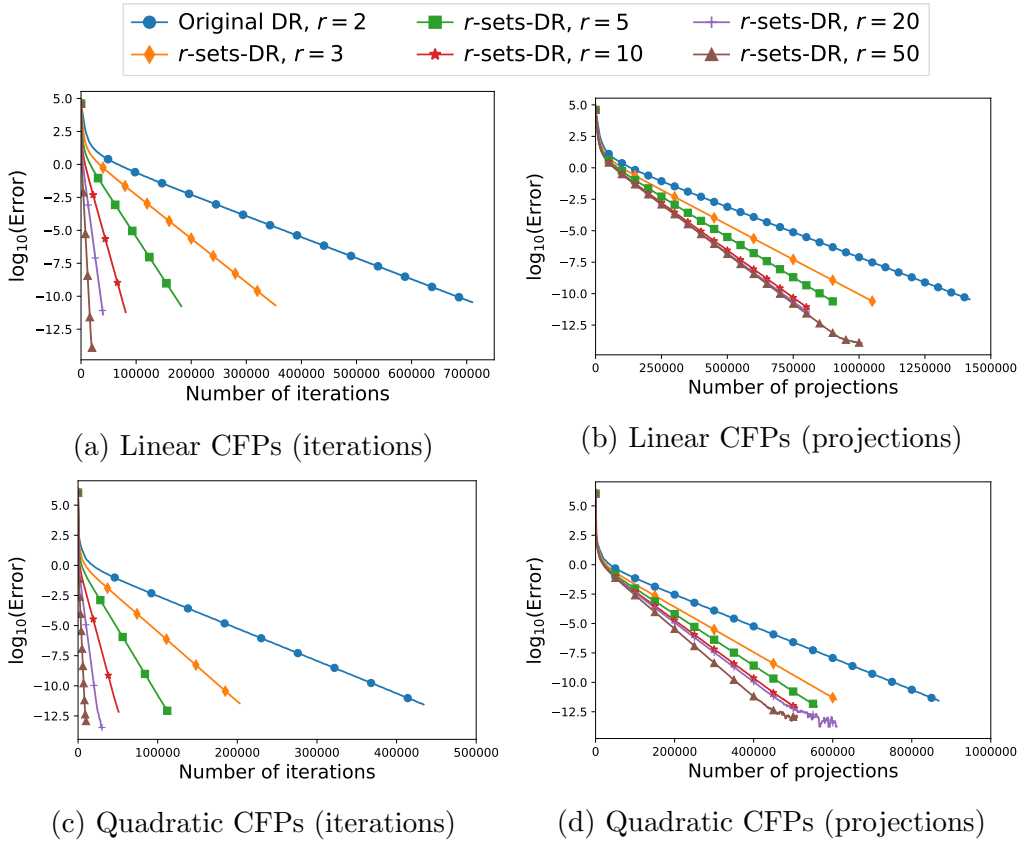 Original DR, r = 2
r-sets-DR, r = 5
r-sets-DR, r = 20
r-sets-DR, r = 3
r-sets-DR, r = 10
r-sets-DR, r = 50
log10(Error)
5.0
2.5
0.0
−2.5
−5.0
−7.5
−10.0
−12.5
0 100000 200000 300000 400000 500000 600000 700000
Number of iterations
(a) Linear CFPs (iterations)
log10(Error)
5.0
2.5
0.0
−2.5
−5.0
−7.5
−10.0
−12.5
0 250000 500000 750000 1000000 1250000 1500000
Number of projections
(b) Linear CFPs (projections)
log10(Error)
5.0
2.5
0.0
−2.5
−5.0
−7.5
−10.0
−12.5
0 100000 200000 300000 400000 500000
Number of iterations
(c) Quadratic CFPs (iterations)
log10(Error)
5.0
2.5
0.0
−2.5
−5.0
−7.5
−10.0
−12.5
0 200000 400000 600000 800000 1000000
Number of projections
(d) Quadratic CFPs (projections)